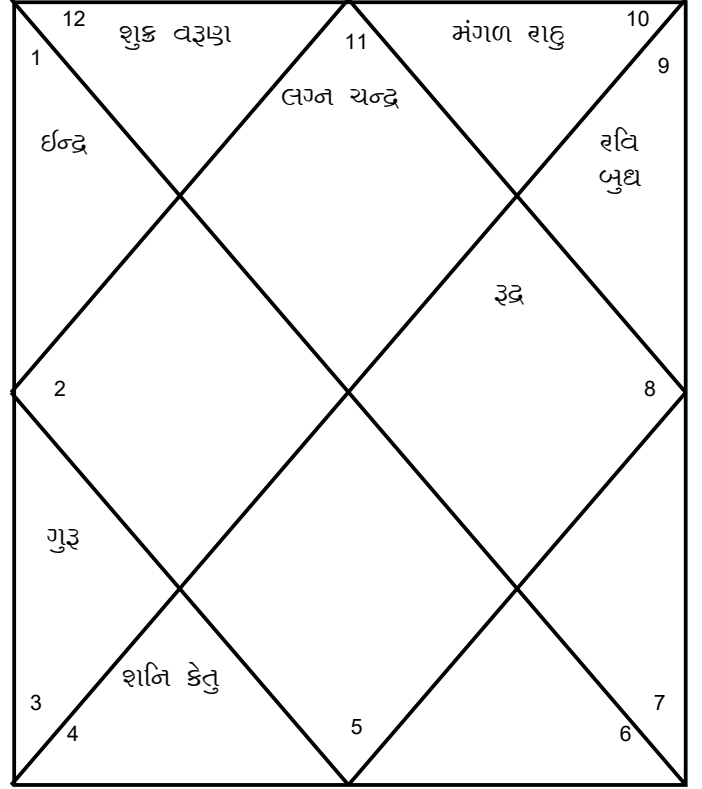 12 શુક્ર વરૂણ
11
મંગળ રાહુ 10
1
9
લગ્ન ચન્દ્ર
ઈન્દ્ર
રવિ
બુધ
રૂદ્ર
2
8
ગુરૂ
શનિ કેતુ
3
7
4
5
6